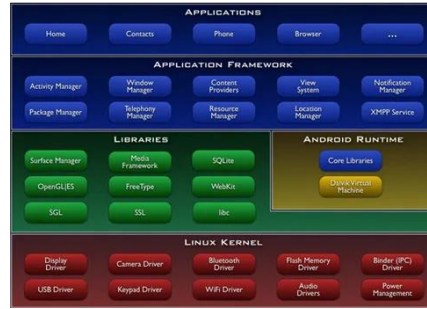 APPLICATIONS
Home
Contacts
Phone
Browser
...
APPLICATION FRAMEWORK
Activity Manager
Window
Manager
Content
Providers
View
System
Notification
Manager
Package Manager
Telephony
Manager
Resource
Manager
Location
Manager
XMPP Service
LIBRARIES
Surface Manager
Media
Framework
SQLite
OpenGL|ES
FreeType
WebKit
SGL
SSL
libc
ANDROID RUNTIME
Core Libraries
Dalvik Virtual
Machine
LINUX KERNEL
Display
Driver
Camera Driver
Bluetooth
Driver
Flash Memory
Driver
Binder (IPC)
Driver
USB Driver
Keypad Driver
WiFi Driver
Audio
Drivers
Power
Management